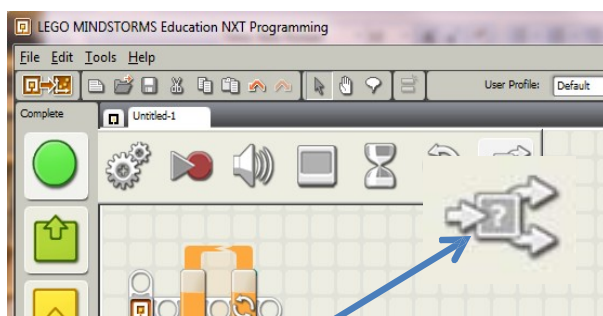 LEGO MINDSTORMS Education NXT Programming
File Edit Tools Help
User Profile: Default
Complete
Untitled-1
?